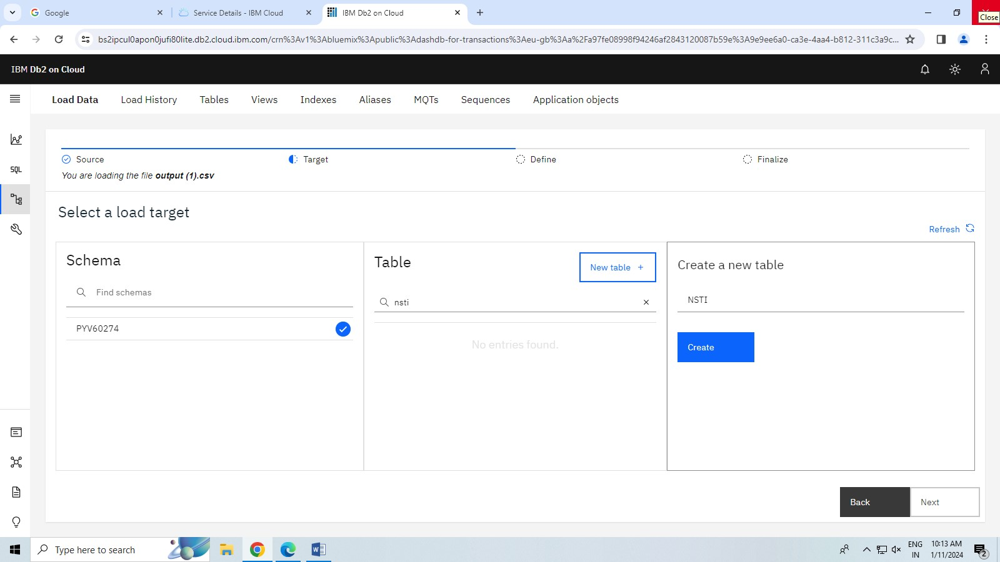 Google
Service Details - IBM Cloud
IBM Db2 on Cloud
Close
bs2ipcul0apon0jufi80lite.db2.cloud.ibm.com/crn%3Av1%3Abluemix%3Apublic%3Adashdb-for-transactions%3Aeu-gb%3Aa%2Fa97fe08998f94246af2843120087b59e%3A9e9ee6a0-ca3e-4aa4-b812-311c3a9c...
IBM Db2 on Cloud
Load Data Load History Tables Views Indexes Aliases MQTs Sequences Application objects
SQL
Source Target Define Finalize
You are loading the file output (1).csv
Select a load target
Refresh
Schema
Find schemas
PYV60274
Table
New table +
nsti
No entries found.
Create a new table
NSTI
Create
Back
Next
Type here to search
W
ENG
IN
10:13 AM
1/11/2024
2